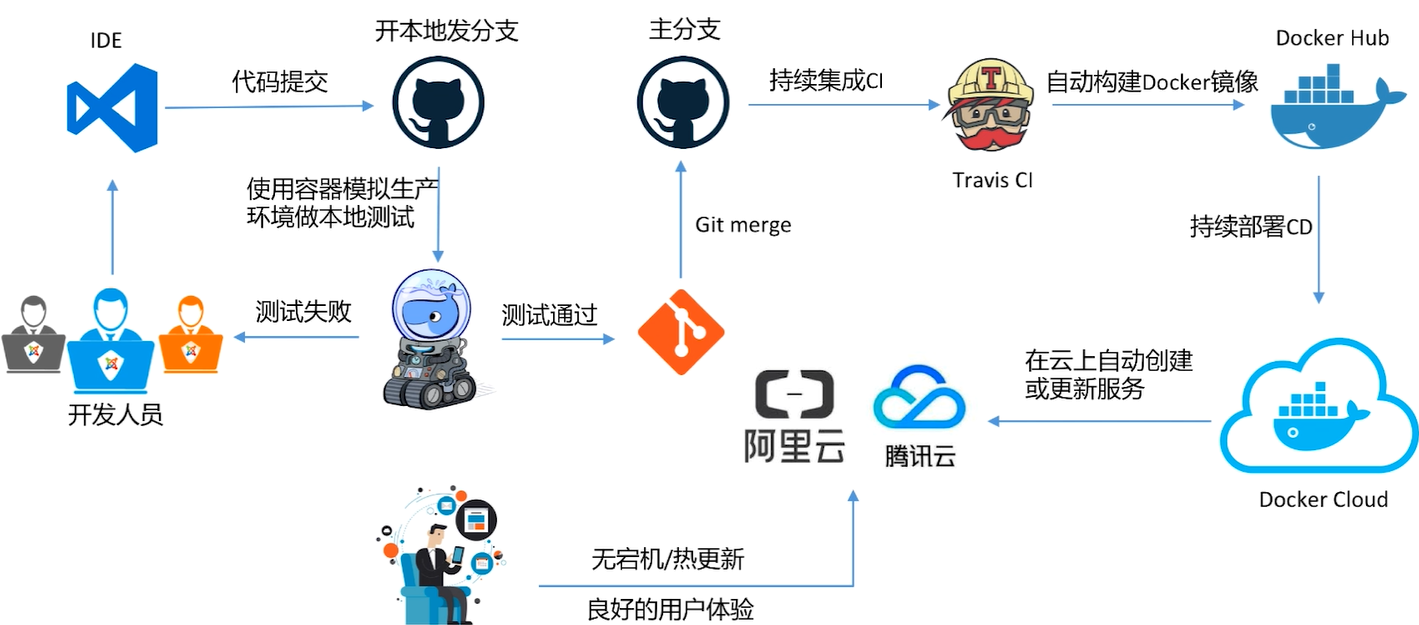 IDE
代码提交
开本地发分支
主分支
持续集成CI
Travis CI
自动构建Docker镜像
Docker Hub
使用容器模拟生产
环境做本地测试
Git merge
持续部署CD
测试失败
测试通过
开发人员
阿里云
腾讯云
在云上自动创建
或更新服务
Docker Cloud
无宕机/热更新
良好的用户体验